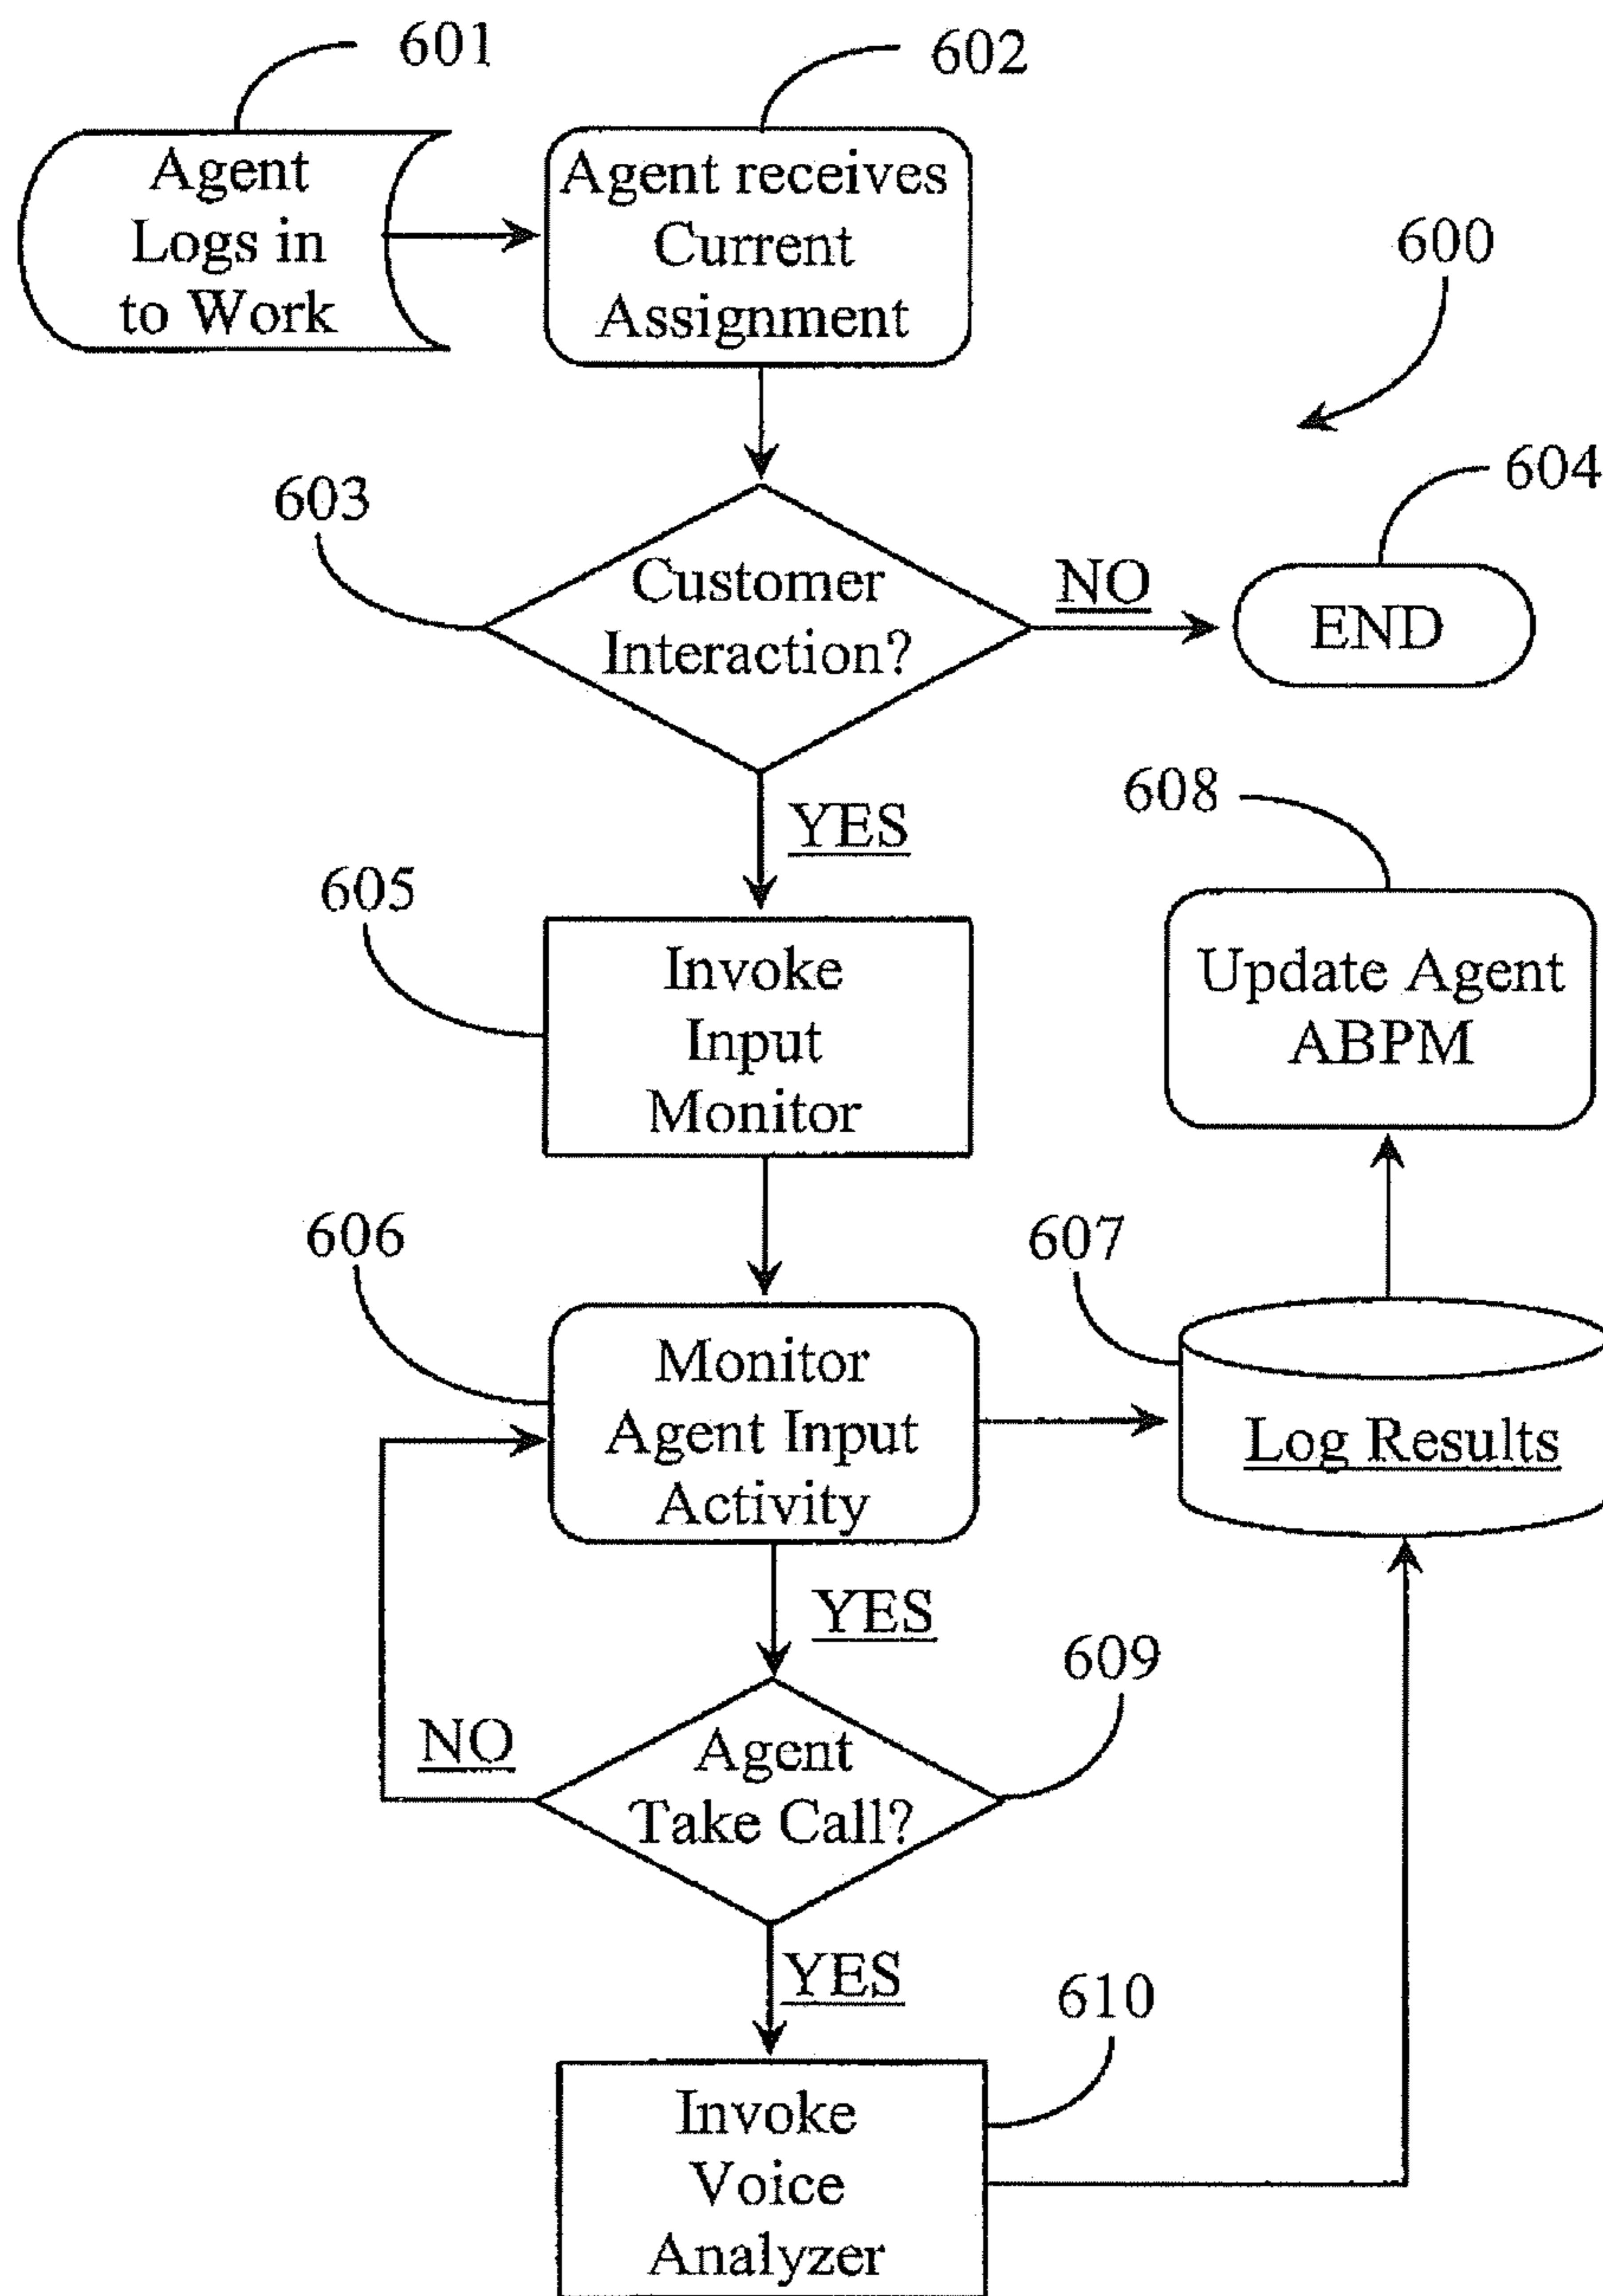 601
602
Agent
Logs in
to Work
Agent receives
Current
Assignment
600
603
604
Customer
Interaction?
NO
END
YES
608
605
Invoke
Input
Monitor
Update Agent
ABPM
606
607
Monitor
Agent Input
Activity
Log Results
YES
609
NO
Agent
Take Call?
YES
610
Invoke
Voice
Analyzer